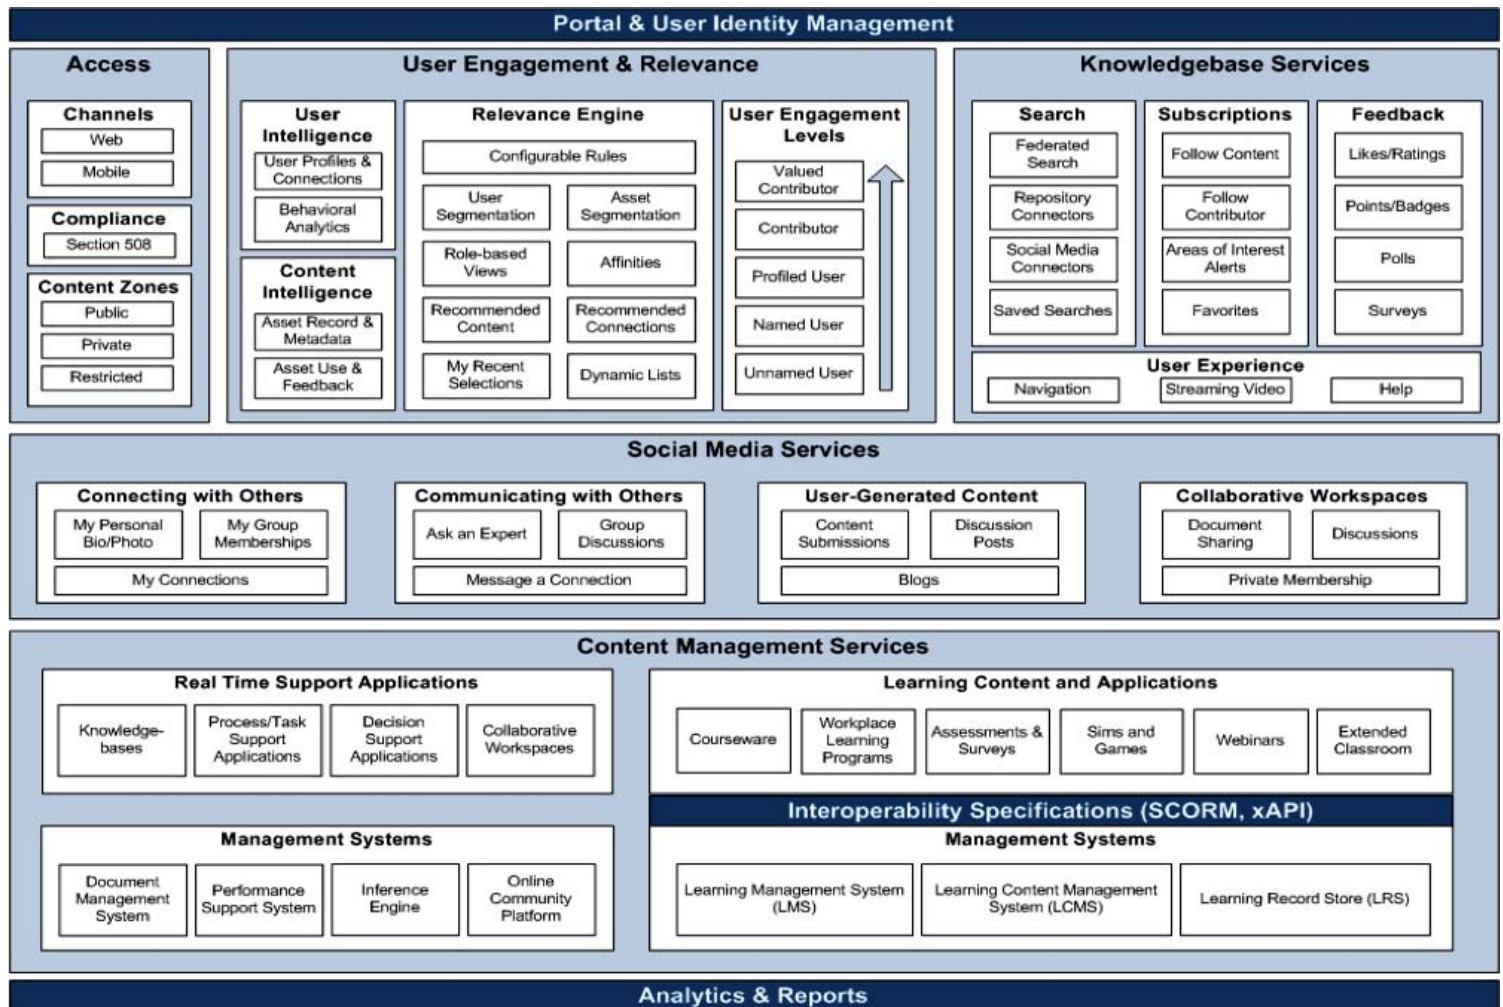 Portal & User Identity Management
Access
Channels
Web
Mobile
Compliance
Section 508
Content Zones
Public
Private
Restricted
User Engagement & Relevance
User
Intelligence
User Profiles &
Connections
Behavioral
Analytics
Content
Intelligence
Asset Record &
Metadata
Asset Use &
Feedback
Relevance Engine
Configurable Rules
User
Segmentation
Asset
Segmentation
Role-based
Views
Affinities
Recommended
Content
Recommended
Connections
My Recent
Selections
Dynamic Lists
User Engagement
Levels
Valued
Contributor
Contributor
Profiled User
Named User
Unnamed User
Knowledgebase Services
Search
Federated
Search
Repository
Connectors
Social Media
Connectors
Saved Searches
Subscriptions
Follow Content
Follow
Contributor
Areas of Interest
Alerts
Favorites
Feedback
Likes/Ratings
Points/Badges
Polls
Surveys
User Experience
Navigation
Streaming Video
Help
Social Media Services
Connecting with Others
My Personal
Bio/Photo
My Group
Memberships
My Connections
Communicating with Others
Ask an Expert
Group
Discussions
Message a Connection
User-Generated Content
Content
Submissions
Discussion
Posts
Blogs
Collaborative Workspaces
Document
Sharing
Discussions
Private Membership
Content Management Services
Real Time Support Applications
Knowledge-
bases
Process/Task
Support
Applications
Decision
Support
Applications
Collaborative
Workspaces
Management Systems
Document
Management
System
Performance
Support System
Inference
Engine
Online
Community
Platform
Learning Content and Applications
Courseware
Workplace
Learning
Programs
Assessments &
Surveys
Sims and
Games
Webinars
Extended
Classroom
Interoperability Specifications (SCORM, xAPI)
Management Systems
Learning Management System
(LMS)
Learning Content Management
System (LCMS)
Learning Record Store (LRS)
Analytics & Reports